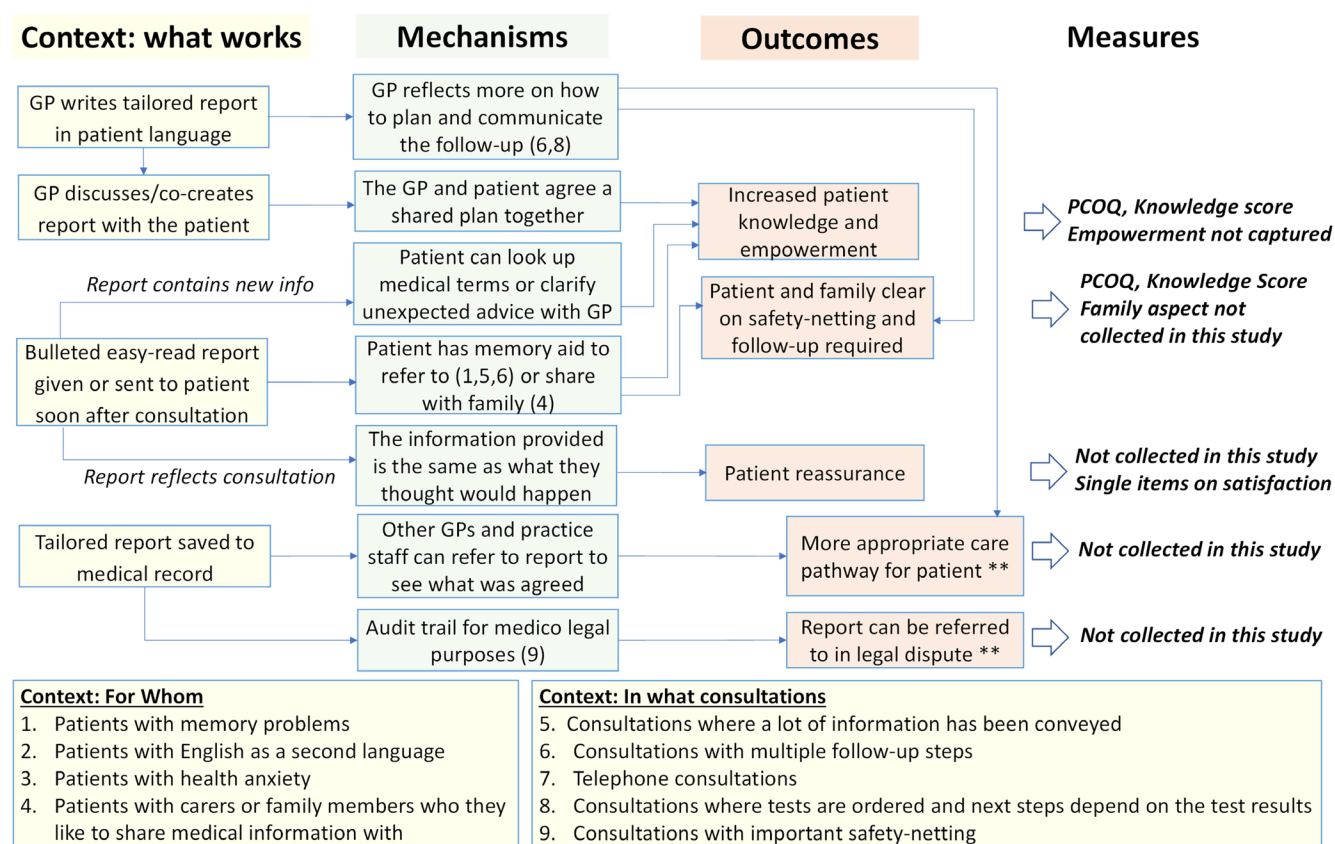 Context: what works
Mechanisms
Outcomes
Measures
GP writes tailored report
in patient language
GP reflects more on how
to plan and communicate
the follow-up (6,8)
GP discusses/co-creates
report with the patient
The GP and patient agree a
shared plan together
Increased patient
knowledge and
empowerment
PCOQ, Knowledge score
Empowerment not captured
Report contains new info
Patient can look up
medical terms or clarify
unexpected advice with GP
Patient and family clear
on safety-netting and
follow-up required
PCOQ, Knowledge Score
Family aspect not
collected in this study
Bulleted easy-read report
given or sent to patient
soon after consultation
Patient has memory aid to
refer to (1,5,6) or share
with family (4)
Report reflects consultation
The information provided
is the same as what they
thought would happen
Patient reassurance
Not collected in this study
Single items on satisfaction
Tailored report saved to
medical record
Other GPs and practice
staff can refer to report to
see what was agreed
More appropriate care
pathway for patient **
Not collected in this study
Audit trail for medico legal
purposes (9)
Report can be referred
to in legal dispute **
Not collected in this study
Context: For Whom
1. Patients with memory problems
2. Patients with English as a second language
3. Patients with health anxiety
4. Patients with carers or family members who they
like to share medical information with
Context: In what consultations
5. Consultations where a lot of information has been conveyed
6. Consultations with multiple follow-up steps
7. Telephone consultations
8. Consultations where tests are ordered and next steps depend on the test results
9. Consultations with important safety-netting